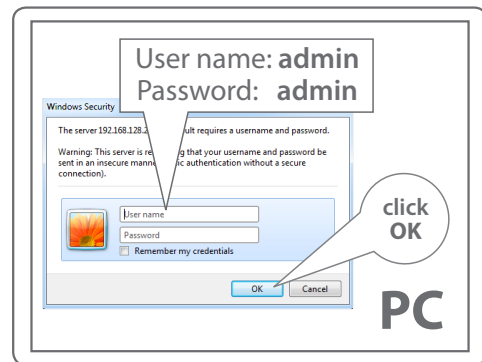 User name: admin
Password: admin
Windows Security
The server 192.168.128.2 ult requires a username and password.
Warning: This server is re g that your username and password be
sent in an insecure manne ic authentication without a secure
connection).
User name
Password
Remember my credentials
click
OK
OK Cancel
PC